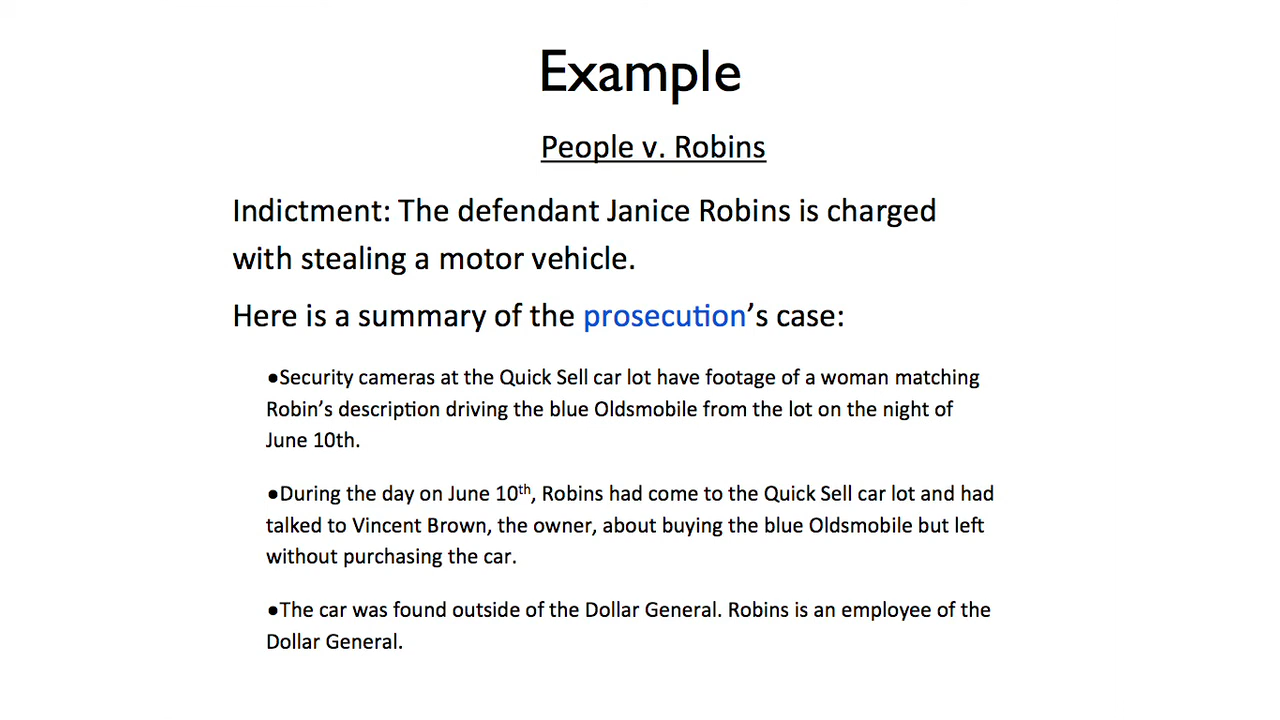 Example
People v. Robins
Indictment: The defendant Janice Robins is charged
with stealing a motor vehicle.
Here is a summary of the prosecution’s case:
●Security cameras at the Quick Sell car lot have footage of a woman matching
Robin’s description driving the blue Oldsmobile from the lot on the night of
June 10th.
●During the day on June 10th, Robins had come to the Quick Sell car lot and had
talked to Vincent Brown, the owner, about buying the blue Oldsmobile but left
without purchasing the car.
●The car was found outside of the Dollar General. Robins is an employee of the
Dollar General.